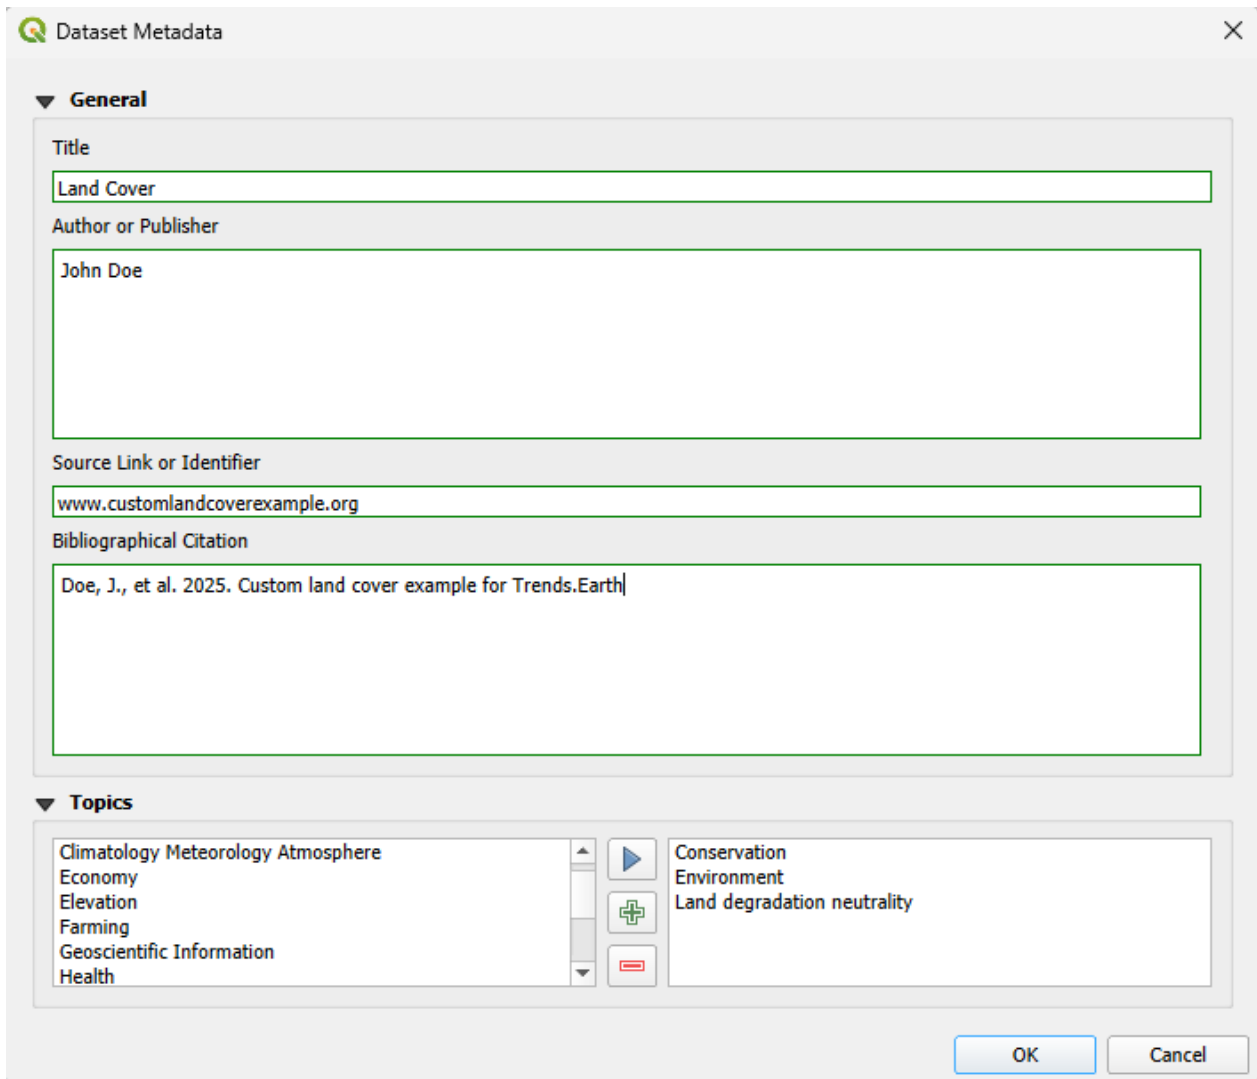 Dataset Metadata
General
Title
Land Cover
Author or Publisher
John Doe
Source Link or Identifier
www.customlandcoverexample.org
Bibliographical Citation
Doe, J., et al. 2025. Custom land cover example for Trends.Earth
Topics
Climatology Meteorology Atmosphere
Economy
Elevation
Farming
Geoscientific Information
Health
Conservation
Environment
Land degradation neutrality
OK
Cancel